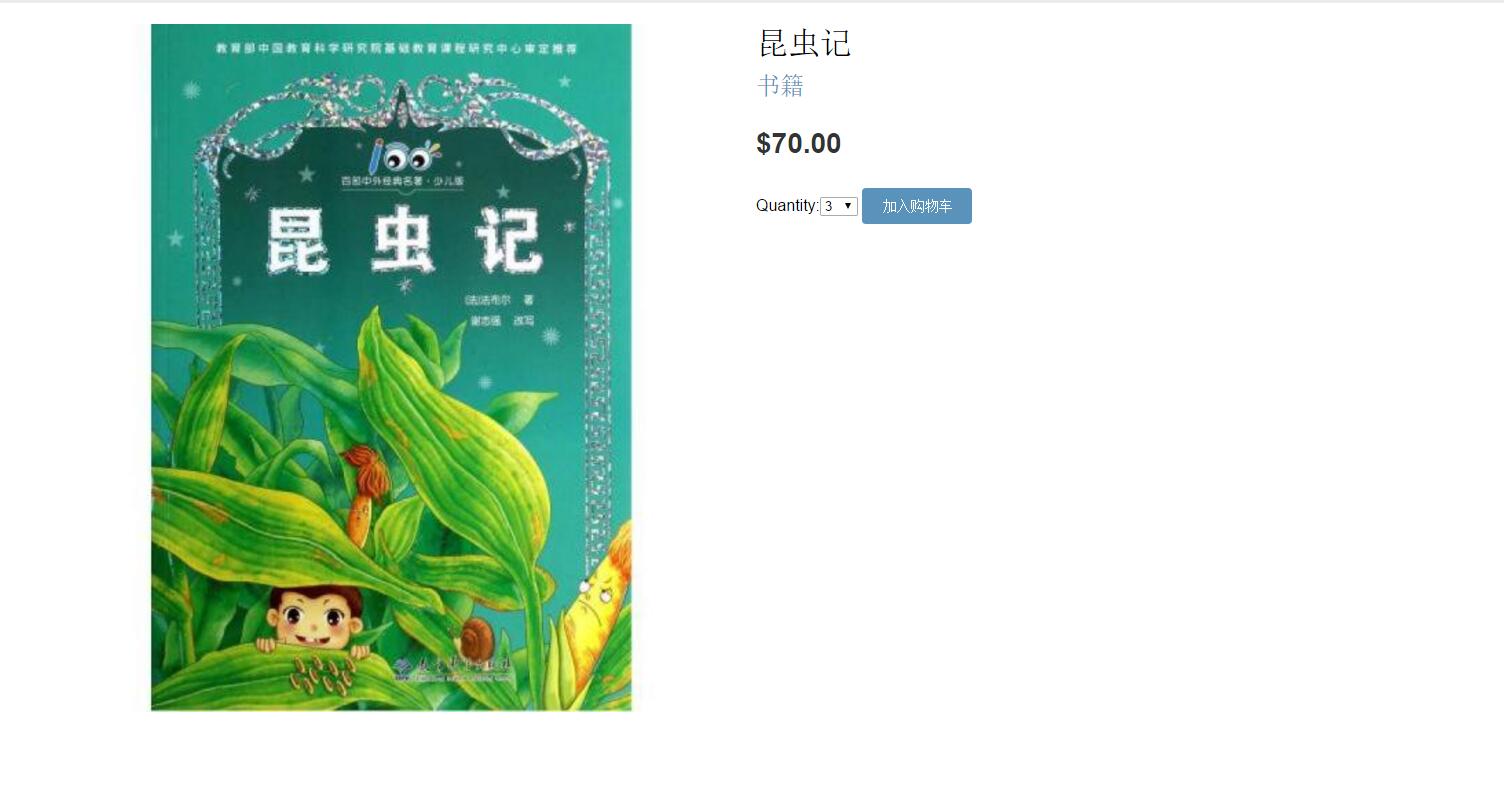 教育部中国教育科学研究院基础教育课程研究中心审定推荐
100
百部中外经典名著·少儿版
昆虫记
(法)法布尔 著
谢志强 改写
昆虫记
书籍
$70.00
Quantity: 3 加入购物车